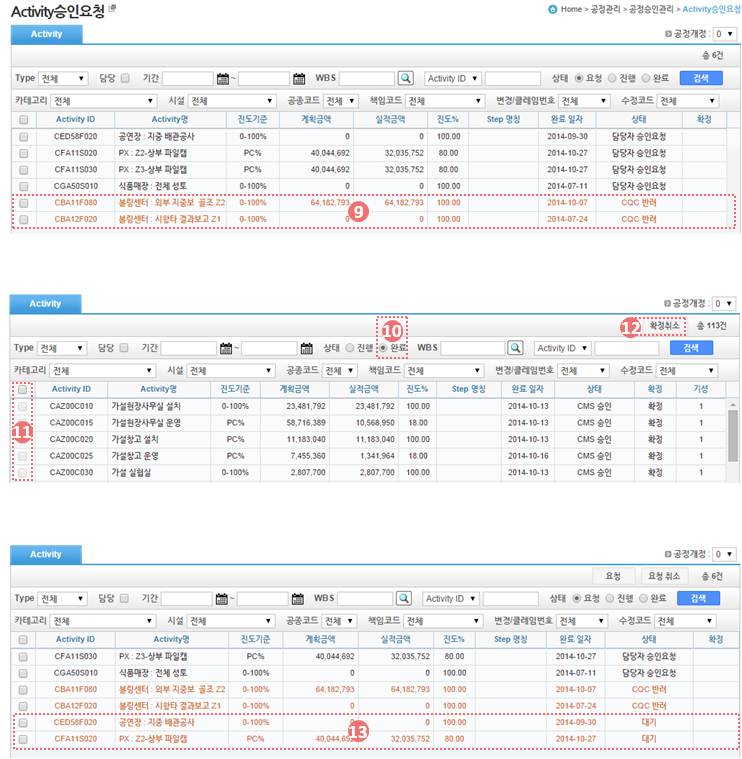 Activity승인요청
Home > 공정관리 > 공정승인관리 > Activity승인요청
Activity
공정개정 : 0
총 6건
Type 전체 담당 기간 ~ WBS Activity ID 상태 요청 진행 완료 검색
카테고리 전체 시설 전체 공종코드 전체 책임코드 전체 변경/클레임번호 전체 수정코드 전체
Activity ID Activity명 진도기준 계획금액 실적금액 진도% Step 명칭 완료 일자 상태 확정
CED58F020 공연장 : 지중 배관공사 0-100% 0 0 100.00 2014-09-30 담당자 승인요청
CFA11S020 PX : Z2-상부 파일캡 PC% 40,044,692 32,035,752 80.00 2014-10-27 담당자 승인요청
CFA11S030 PX : Z3-상부 파일캡 PC% 40,044,692 32,035,752 80.00 2014-10-27 담당자 승인요청
CGA50S010 식품매장 : 전체 성토 0-100% 0 0 100.00 2014-07-11 담당자 승인요청
CBA11F080 볼링센터 : 외부 지중보 골조 Z2 0-100% 64,182,793 64,182,793 100.00 2014-10-07 CQC 반려
9
CBA12F020 볼링센터 : 시항타 결과보고 Z1 0-100% 0 0 100.00 2014-07-24 CQC 반려
Activity
공정개정 : 0
12 확정취소 총 113건
10
Type 전체 담당 기간 ~ 상태 진행 완료 WBS Activity ID 검색
카테고리 전체 시설 전체 공종코드 전체 책임코드 전체 변경/클레임번호 전체 수정코드 전체
Activity ID Activity명 진도기준 계획금액 실적금액 진도% Step 명칭 완료 일자 상태 확정 기성
CAZ00C010 가설현장사무실 설치 0-100% 23,481,792 23,481,792 100.00 2014-10-13 CMS 승인 확정 1
CAZ00C015 가설현장사무실 운영 PC% 58,716,389 10,568,950 18.00 2014-10-13 CMS 승인 확정 1
11
CAZ00C020 가설창고 설치 PC% 11,183,040 11,183,040 100.00 2014-10-13 CMS 승인 확정 1
CAZ00C025 가설창고 운영 PC% 7,455,360 1,341,964 18.00 2014-10-16 CMS 승인 확정 1
CAZ00C030 가설 실험실 0-100% 2,807,700 2,807,700 100.00 2014-10-13 CMS 승인 확정 1
Activity
공정개정 : 0
요청 요청 취소 총 6건
Type 전체 담당 기간 ~ WBS Activity ID 상태 요청 진행 완료 검색
카테고리 전체 시설 전체 공종코드 전체 책임코드 전체 변경/클레임번호 전체 수정코드 전체
Activity ID Activity명 진도기준 계획금액 실적금액 진도% Step 명칭 완료 일자 상태 확정
CFA11S030 PX : Z3-상부 파일캡 PC% 40,044,692 32,035,752 80.00 2014-10-27 담당자 승인요청
CGA50S010 식품매장 : 전체 성토 0-100% 0 0 100.00 2014-07-11 담당자 승인요청
CBA11F080 볼링센터 : 외부 지중보 골조 Z2 0-100% 64,182,793 64,182,793 100.00 2014-10-07 CQC 반려
CBA12F020 볼링센터 : 시항타 결과보고 Z1 0-100% 0 0 100.00 2014-07-24 CQC 반려
CED58F020 공연장 : 지중 배관공사 0-100% 0 0 100.00 2014-09-30 대기
13
CFA11S020 PX : Z2-상부 파일캡 PC% 40,044,692 32,035,752 80.00 2014-10-27 대기